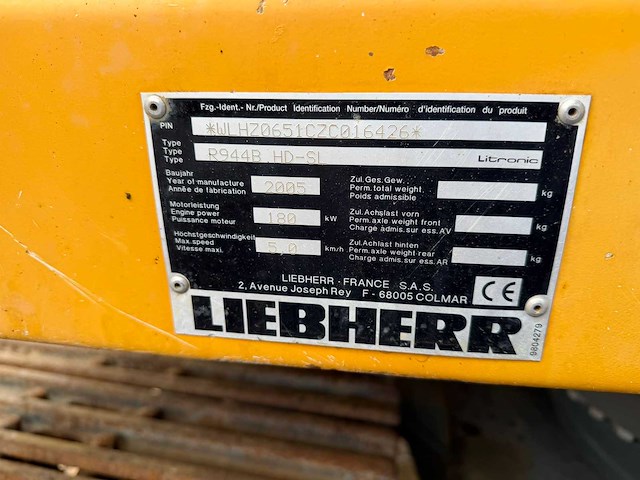 Fzg.-Ident.- Nr./Product Identification Number/Numéro d'identification du produit
PIN *WLHZ0651CZC016426*
Type
Type R944B HD-SL Litronic
Type
Baujahr
Year of manufacture 2005
Année de fabrication
Motorleistung
Engine power 180 kW
Puissance moteur
Höchstgeschwindigkeit
Max. speed 5,0 km/h
Vitesse maxi.
Zul. Ges. Gew.
Perm. total weight kg
Poids admissible
Zul. Achslast vorn
Perm. axle weight front kg
Charge admis. sur ess. AV
Zul. Achslast hinten
Perm. axle weight rear kg
Charge admis. sur ess. AR
LIEBHERR - FRANCE S.A.S.
2, Avenue Joseph Rey F - 68005 COLMAR
CE
LIEBHERR
9804279